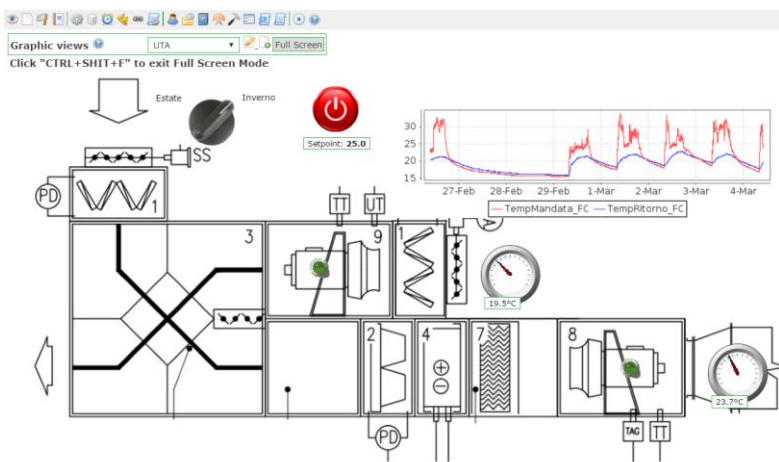 Graphic views UTA Full Screen
Click "CTRL+SHIT+F" to exit Full Screen Mode
Estate Inverno
SS
Setpoint: 25.0
30
25
20
15
27-Feb 28-Feb 29-Feb 1-Mar 2-Mar 3-Mar 4-Mar
TempMandata_FC TempRitorno_FC
PD 1
TT UT
3 9 1 A
19.5°C
2 4 7 8
23.7°C
PD TAG TT